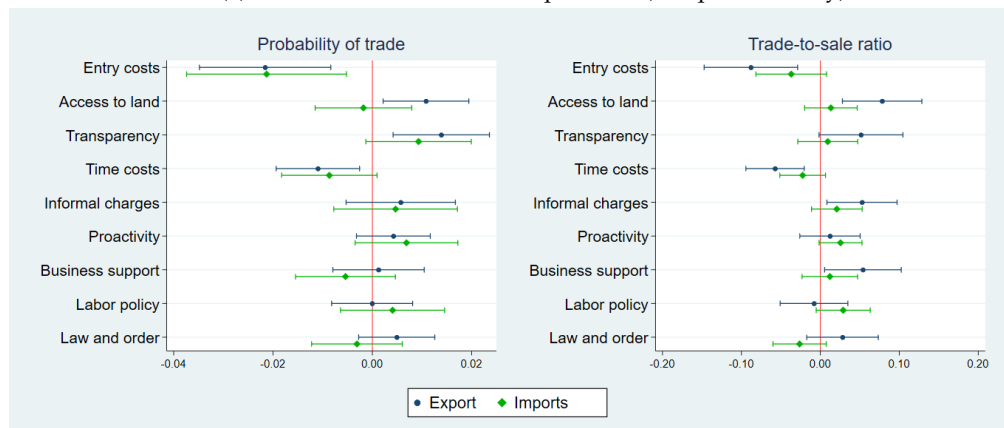 Probability of trade
Entry costs
Access to land
Transparency
Time costs
Informal charges
Proactivity
Business support
Labor policy
Law and order
-0.04 -0.02 0.00 0.02
Trade-to-sale ratio
Entry costs
Access to land
Transparency
Time costs
Informal charges
Proactivity
Business support
Labor policy
Law and order
-0.20 -0.10 0.00 0.10 0.20
Export Imports